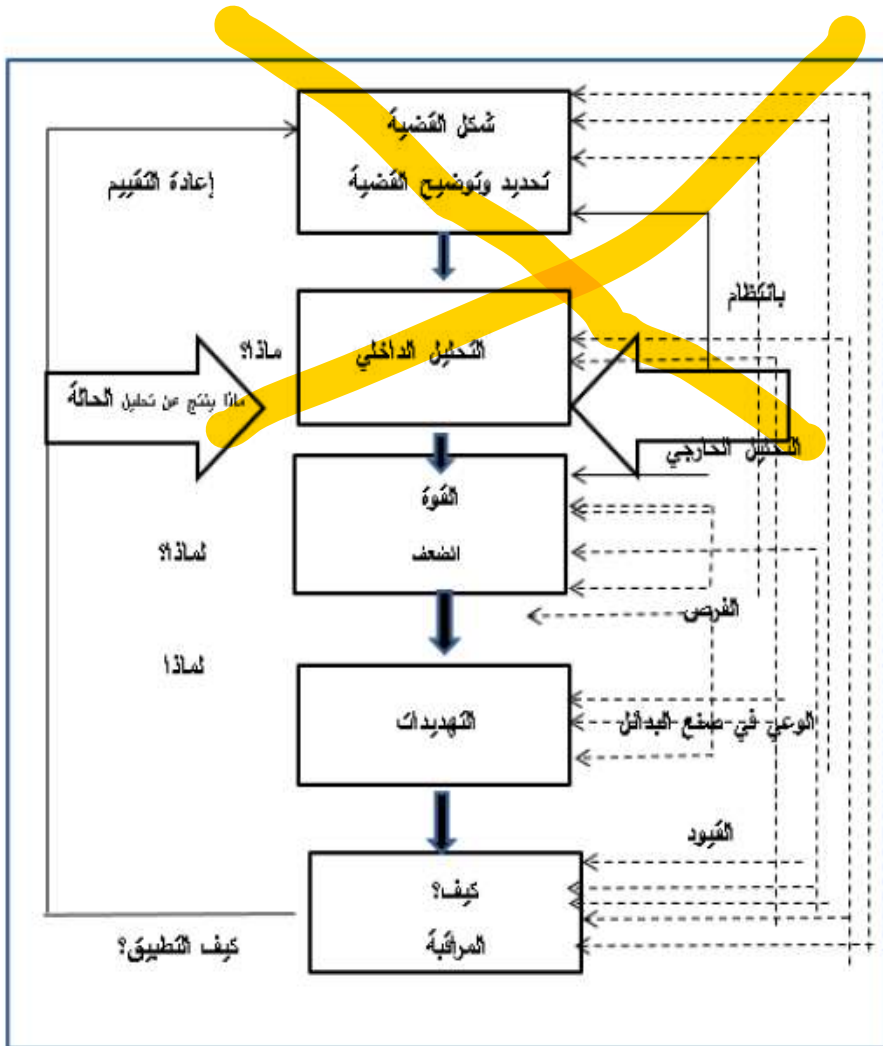 شكل القضية
تحديد وتوضيح القضية
إعادة التقييم
بانتظام
ماذا؟
التحليل الداخلي
ماذا ينتج عن تحليل الحالة
التحليل الخارجي
القوة
الضعف
لماذا؟
الفرص
لماذا
التهديدات
الوعي في صنع البدائل
القيود
كيف؟
المراقبة
كيف التطبيق؟